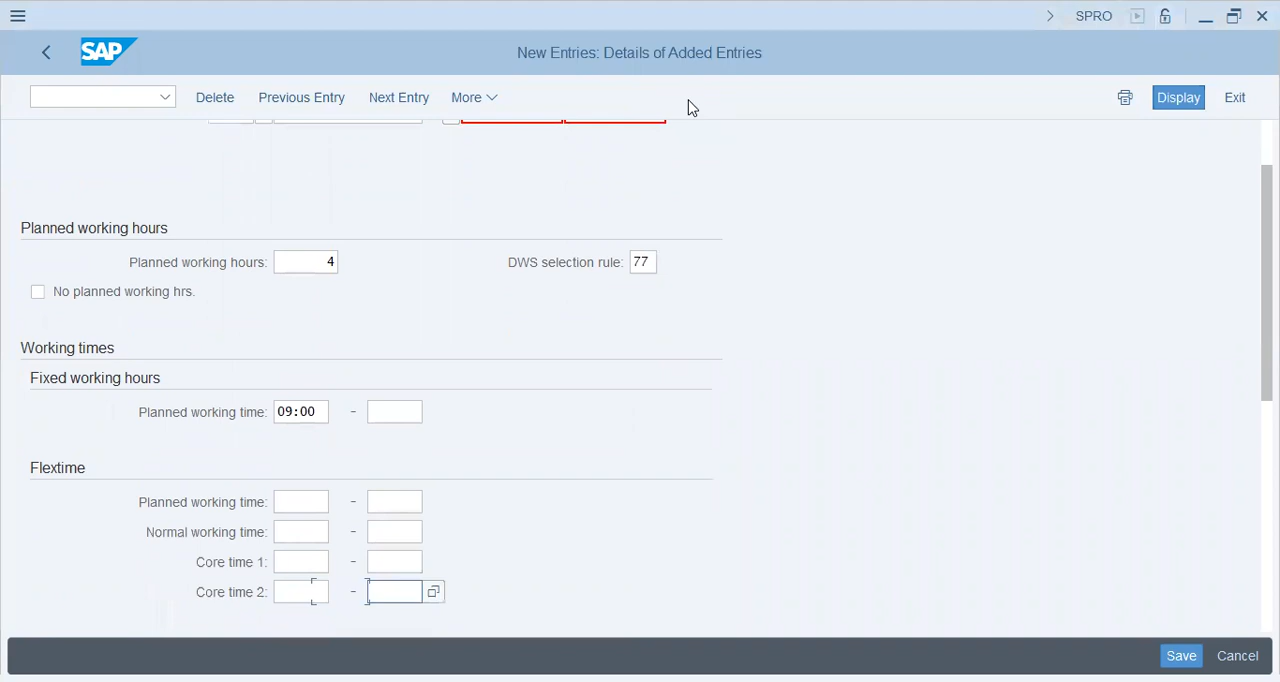 SPRO
SAP New Entries: Details of Added Entries
Delete Previous Entry Next Entry More Display Exit
Planned working hours
Planned working hours: 4 DWS selection rule: 77
No planned working hrs.
Working times
Fixed working hours
Planned working time: 09:00 -
Flextime
Planned working time: -
Normal working time: -
Core time 1: -
Core time 2: -
Save Cancel